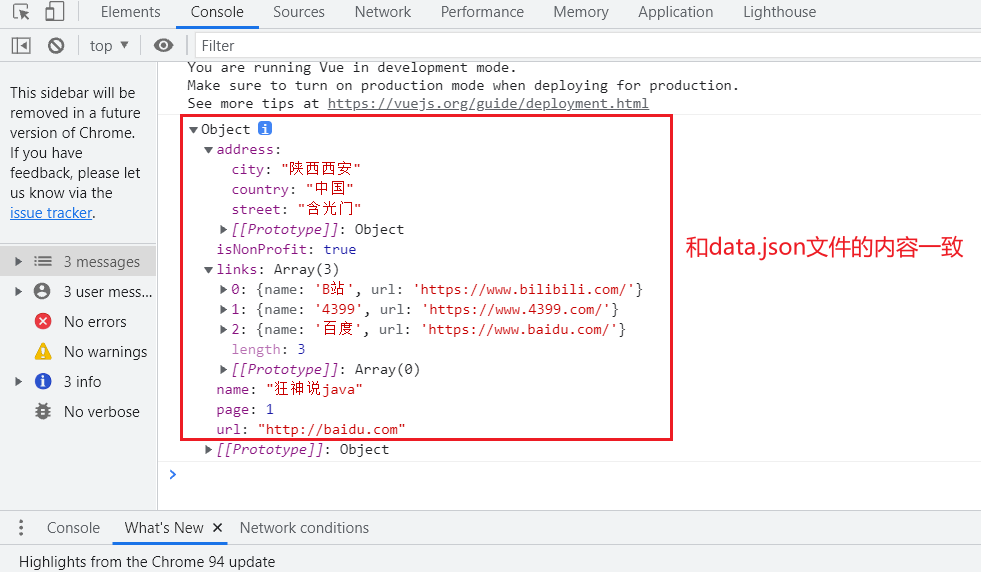 Elements Console Sources Network Performance Memory Application Lighthouse
top ▼ Filter
This sidebar will be
removed in a future
version of Chrome.
If you have
feedback, please let
us know via the
issue tracker.
3 messages
3 user mess...
No errors
No warnings
3 info
No verbose
You are running Vue in development mode.
Make sure to turn on production mode when deploying for production.
See more tips at https://vuejs.org/guide/deployment.html
▼Object i
▼address:
city: "陕西西安"
country: "中国"
street: "含光门"
▶[[Prototype]]: Object
isNonProfit: true
▼links: Array(3)
▶0: {name: 'B站', url: 'https://www.bilibili.com/'}
▶1: {name: '4399', url: 'https://www.4399.com/'}
▶2: {name: '百度', url: 'https://www.baidu.com/'}
length: 3
▶[[Prototype]]: Array(0)
name: "狂神说java"
page: 1
url: "http://baidu.com"
▶[[Prototype]]: Object
和data.json文件的内容一致
Console What's New × Network conditions
Highlights from the Chrome 94 update